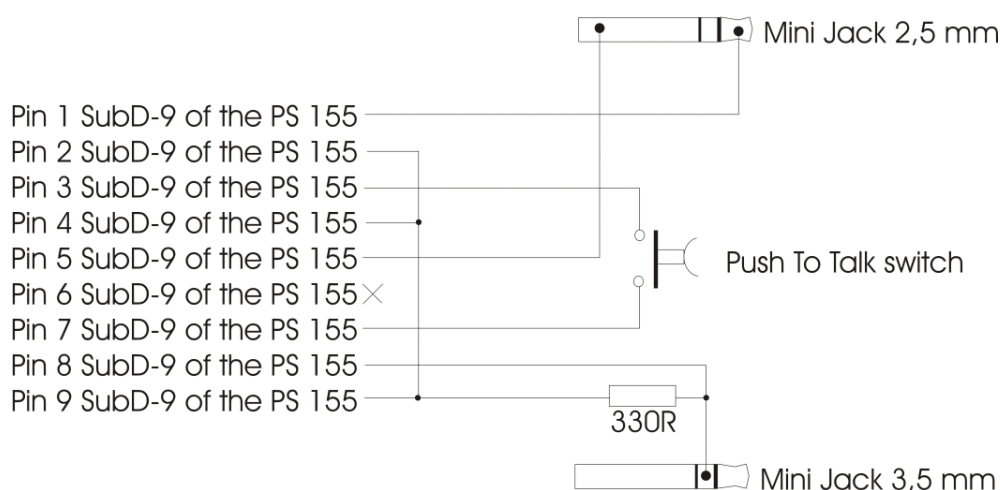 Mini Jack 2,5 mm
Pin 1 SubD-9 of the PS 155
Pin 2 SubD-9 of the PS 155
Pin 3 SubD-9 of the PS 155
Pin 4 SubD-9 of the PS 155
Pin 5 SubD-9 of the PS 155
Push To Talk switch
Pin 6 SubD-9 of the PS 155
Pin 7 SubD-9 of the PS 155
Pin 8 SubD-9 of the PS 155
Pin 9 SubD-9 of the PS 155
330R
Mini Jack 3,5 mm